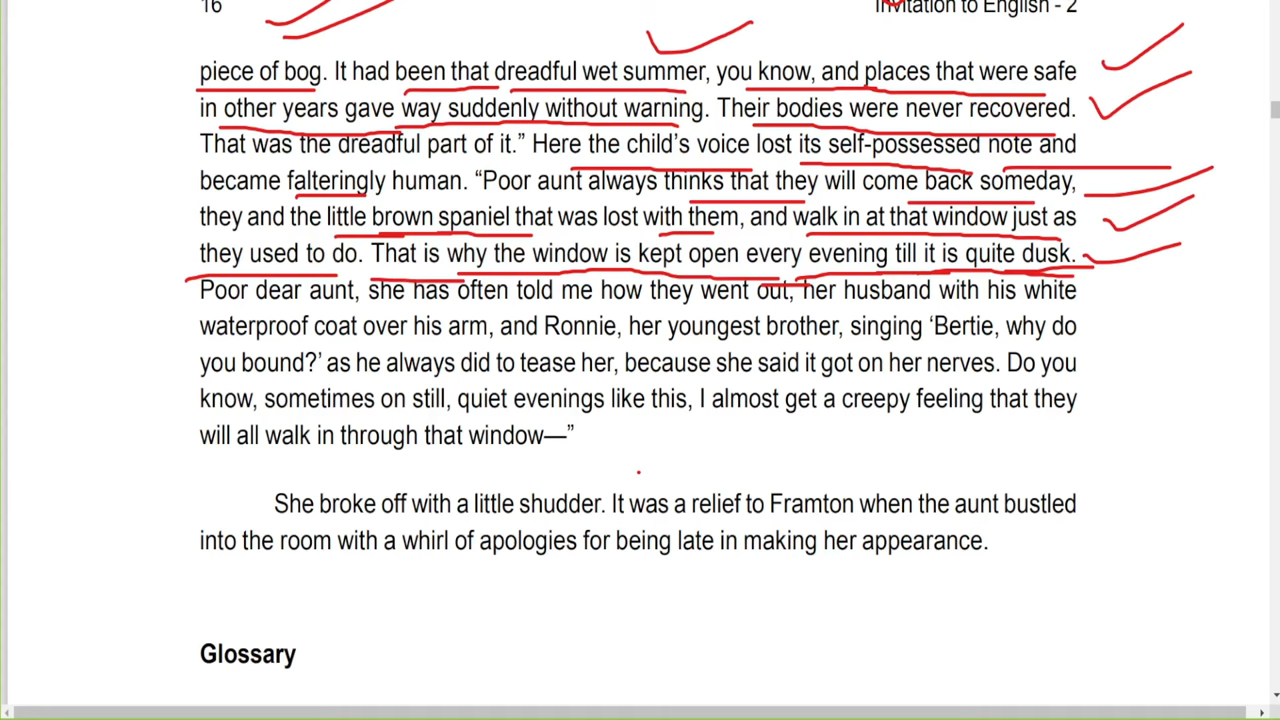 16 Invitation to English - 2
piece of bog. It had been that dreadful wet summer, you know, and places that were safe
in other years gave way suddenly without warning. Their bodies were never recovered.
That was the dreadful part of it.” Here the child’s voice lost its self-possessed note and
became falteringly human. “Poor aunt always thinks that they will come back someday,
they and the little brown spaniel that was lost with them, and walk in at that window just as
they used to do. That is why the window is kept open every evening till it is quite dusk.
Poor dear aunt, she has often told me how they went out, her husband with his white
waterproof coat over his arm, and Ronnie, her youngest brother, singing ‘Bertie, why do
you bound?’ as he always did to tease her, because she said it got on her nerves. Do you
know, sometimes on still, quiet evenings like this, I almost get a creepy feeling that they
will all walk in through that window—”
She broke off with a little shudder. It was a relief to Framton when the aunt bustled
into the room with a whirl of apologies for being late in making her appearance.
Glossary